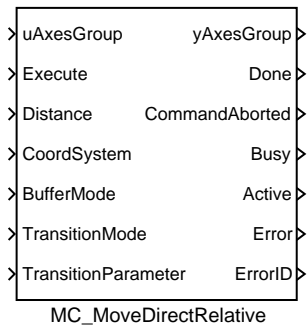 uAxesGroup yAxesGroup
Execute Done
Distance CommandAborted
CoordSystem Busy
BufferMode Active
TransitionMode Error
TransitionParameter ErrorID
MC_MoveDirectRelative